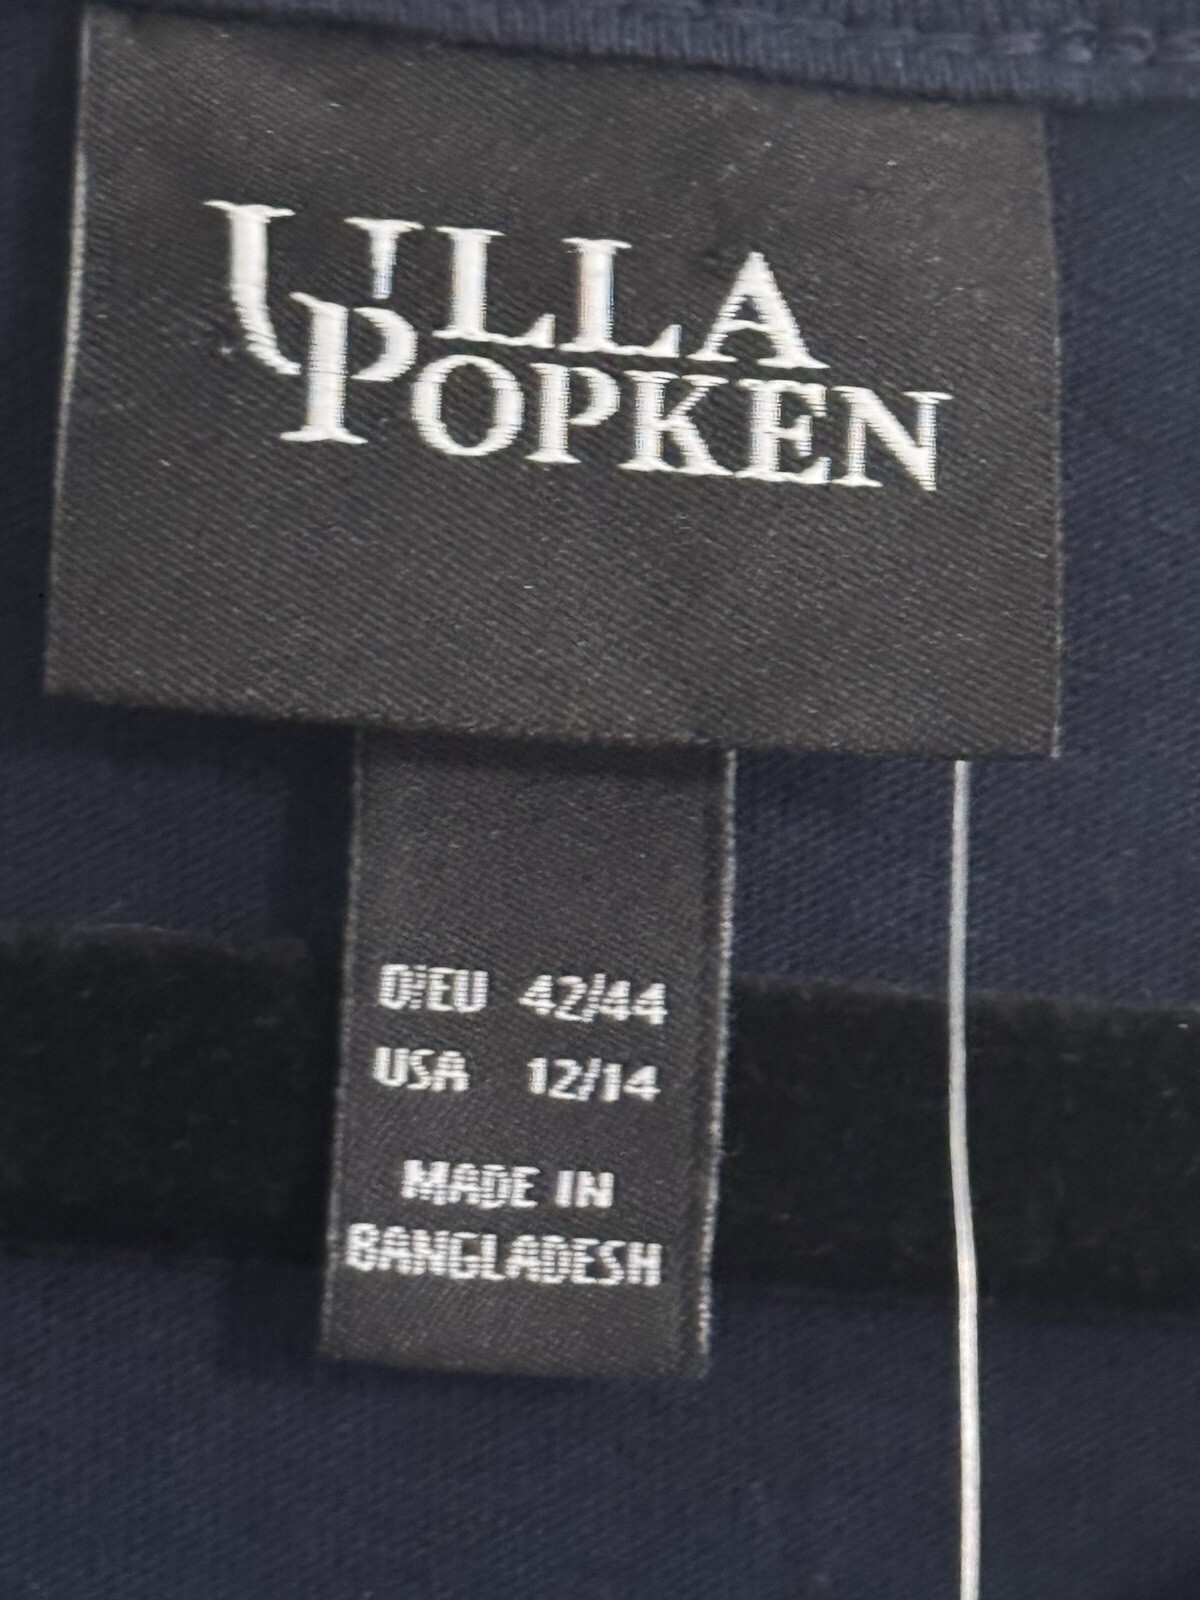 ULLA
POPKEN
D/EU 42/44
USA 12/14
MADE IN
BANGLADESH